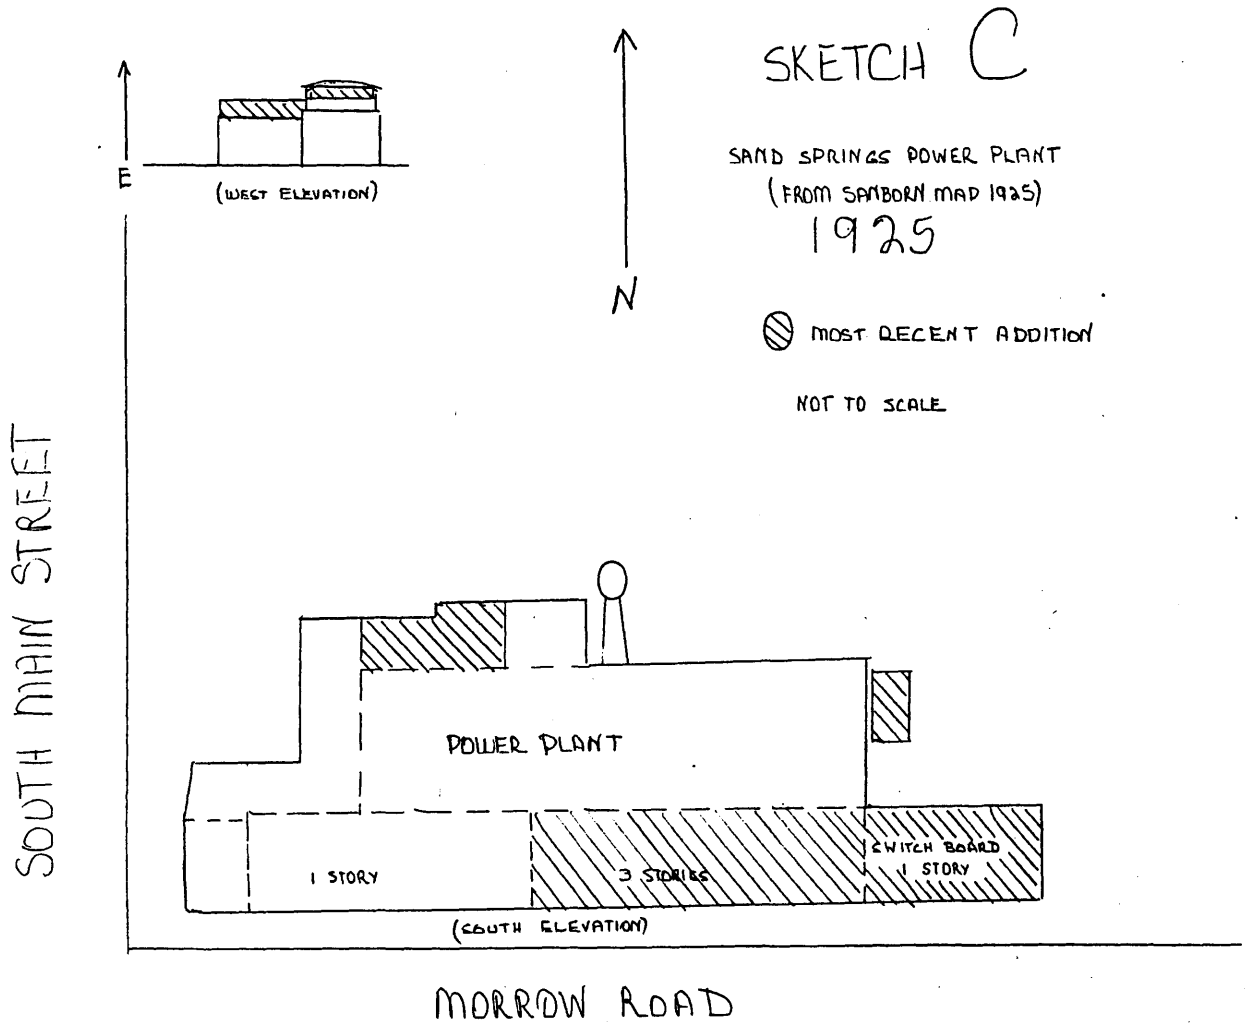 SKETCH C
SAND SPRINGS POWER PLANT
(FROM SANBORN MAP 1925)
1925
MOST RECENT ADDITION
NOT TO SCALE
E
(WEST ELEVATION)
N
SOUTH MAIN STREET
POWER PLANT
1 STORY
3 STORIES
SWITCH BOARD
1 STORY
(SOUTH ELEVATION)
MORROW ROAD